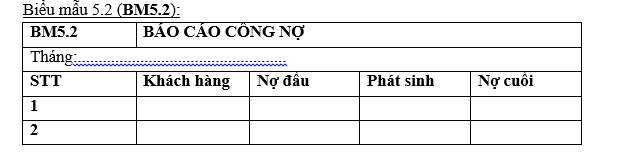 Biểu mẫu 5.2 (BM5.2):
BM5.2 BÁO CÁO CÔNG NỢ
Tháng:......................................................
STT Khách hàng Nợ đầu Phát sinh Nợ cuối
1
2